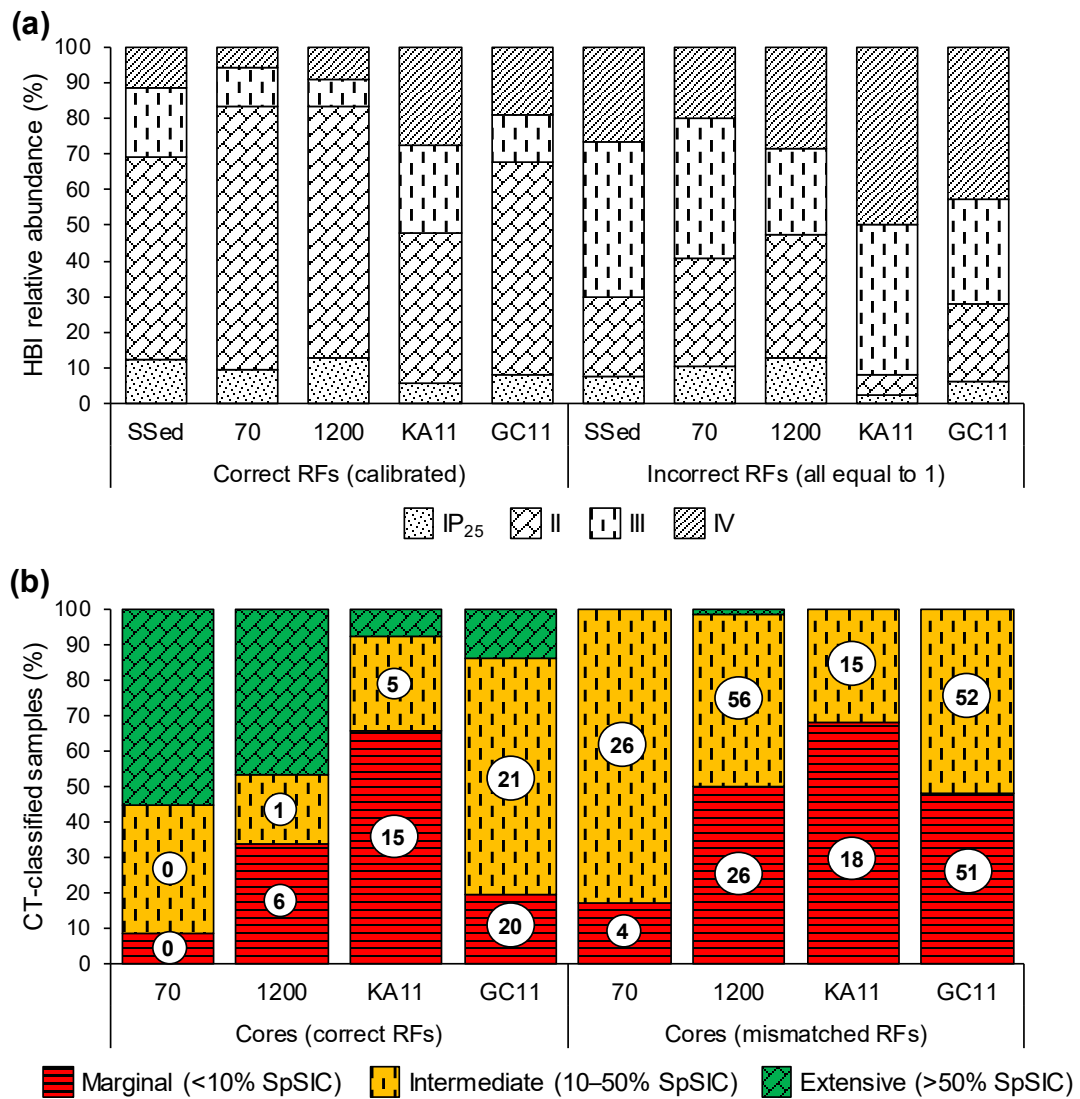 (a)
HBI relative abundance (%)
100
90
80
70
60
50
40
30
20
10
0
SSed 70 1200 KA11 GC11 SSed 70 1200 KA11 GC11
Correct RFs (calibrated) Incorrect RFs (all equal to 1)
IP25 II III IV
(b)
CT-classified samples (%)
100
90
80
70
60
50
40
30
20
10
0
0 1 5 21 26 56 15 52
0 6 15 20 4 26 18 51
70 1200 KA11 GC11 70 1200 KA11 GC11
Cores (correct RFs) Cores (mismatched RFs)
Marginal (<10% SpSIC) Intermediate (10–50% SpSIC) Extensive (>50% SpSIC)